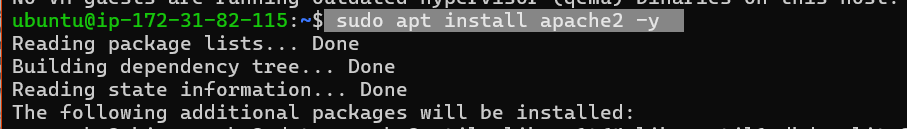 No VM guests are running outdated hypervisor (qemu) binaries on this host.
ubuntu@ip-172-31-82-115:~$ sudo apt install apache2 -y
Reading package lists... Done
Building dependency tree... Done
Reading state information... Done
The following additional packages will be installed: